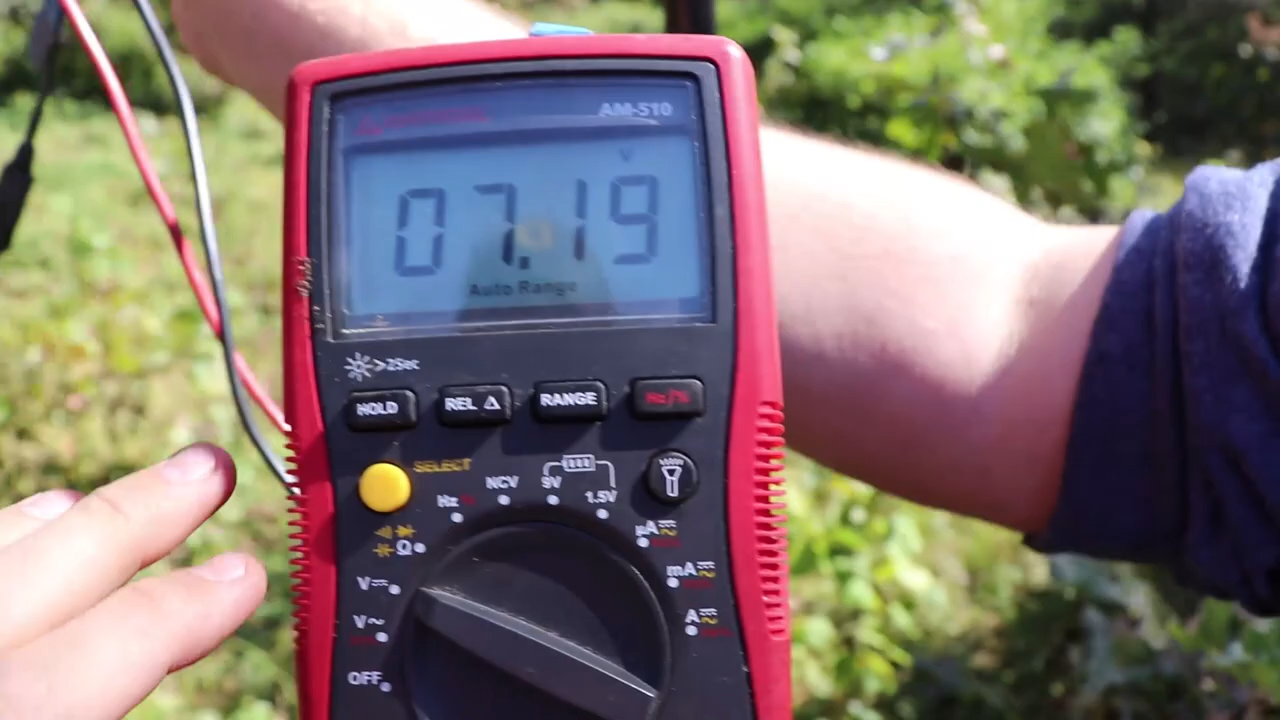 AM-510
V
07.19
Auto Range
>2Sec
HOLD
REL Δ
RANGE
Hz/%
SELECT
Hz %
NCV
9V
1.5V
Ω
µA
mA
A
V
V~
OFF